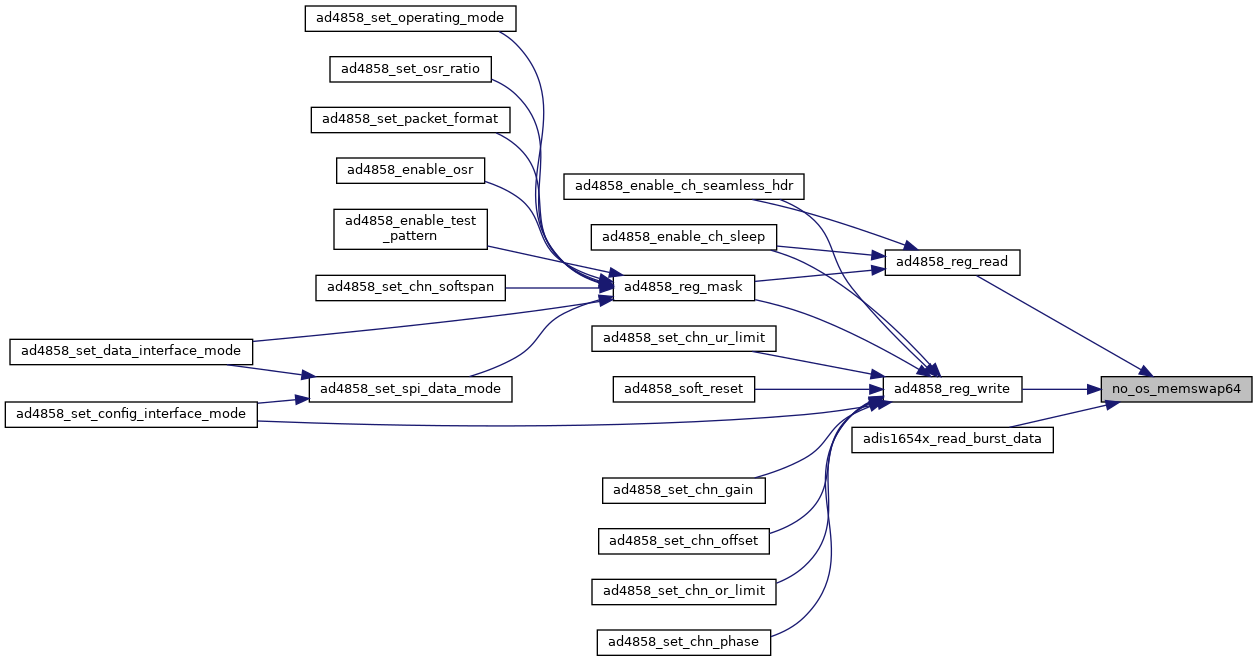 ad4858_set_operating_mode
ad4858_set_osr_ratio
ad4858_set_packet_format
ad4858_enable_osr
ad4858_enable_test
_pattern
ad4858_set_chn_softspan
ad4858_set_data_interface_mode
ad4858_set_spi_data_mode
ad4858_set_config_interface_mode
ad4858_enable_ch_seamless_hdr
ad4858_enable_ch_sleep
ad4858_reg_mask
ad4858_set_chn_ur_limit
ad4858_soft_reset
ad4858_set_chn_gain
ad4858_set_chn_offset
ad4858_set_chn_or_limit
ad4858_set_chn_phase
ad4858_reg_read
ad4858_reg_write
adis1654x_read_burst_data
no_os_memswap64